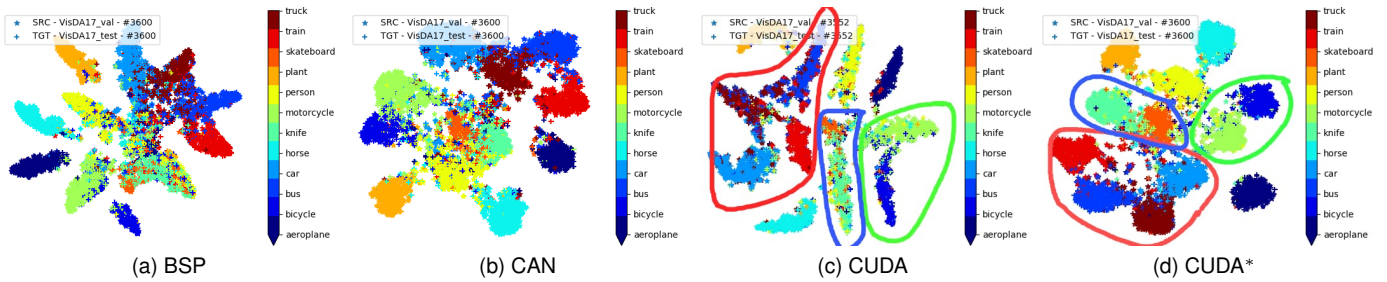 SRC - VisDA17_val - #3600
TGT - VisDA17_test - #3600
truck
train
skateboard
plant
person
motorcycle
knife
horse
car
bus
bicycle
aeroplane
(a) BSP
SRC - VisDA17_val - #3600
TGT - VisDA17_test - #3600
truck
train
skateboard
plant
person
motorcycle
knife
horse
car
bus
bicycle
aeroplane
(b) CAN
SRC - VisDA17_val - #3552
TGT - VisDA17_test - #3552
truck
train
skateboard
plant
person
motorcycle
knife
horse
car
bus
bicycle
aeroplane
(c) CUDA
SRC - VisDA17_val - #3600
TGT - VisDA17_test - #3600
truck
train
skateboard
plant
person
motorcycle
knife
horse
car
bus
bicycle
aeroplane
(d) CUDA*